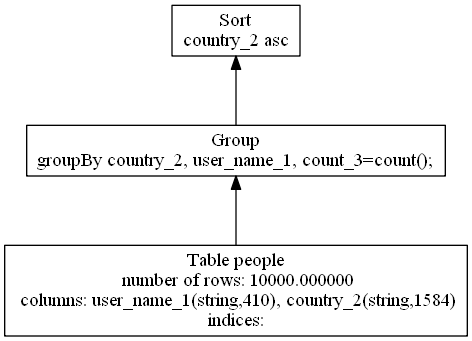 Sort
country_2 asc
Group
groupBy country_2, user_name_1, count_3=count();
Table people
number of rows: 10000.000000
columns: user_name_1(string,410), country_2(string,1584)
indices: